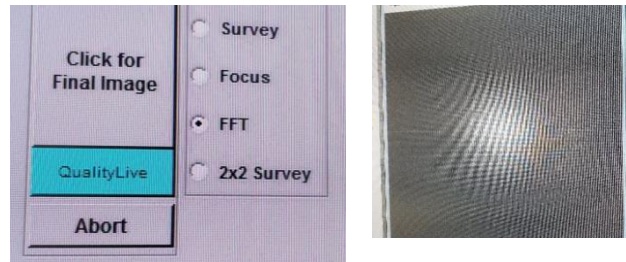 Click for
Final Image
QualityLive
Abort
Survey
Focus
FFT
2x2 Survey